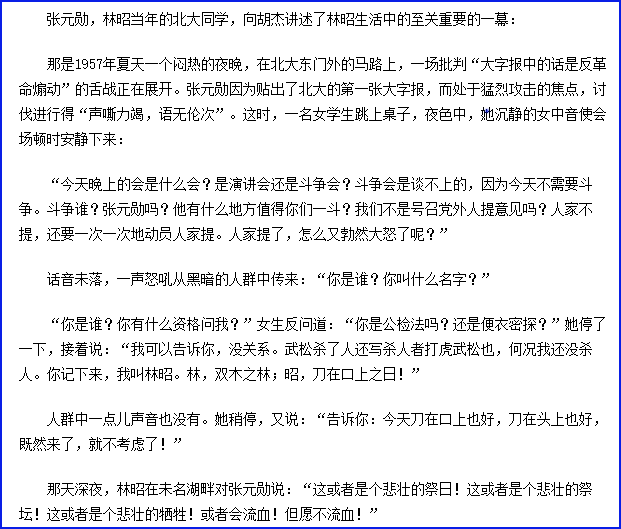 张元勋，林昭当年的北大同学，向胡杰讲述了林昭生活中的至关重要的一幕：
那是1957年夏天一个闷热的夜晚，在北大东门外的马路上，一场批判“大字报中的话是反革
命煽动”的舌战正在展开。张元勋因为贴出了北大的第一张大字报，而处于猛烈攻击的焦点，讨
伐进行得“声嘶力竭，语无伦次”。这时，一名女学生跳上桌子，夜色中，她沉静的女中音使会
场顿时安静下来：
“今天晚上的会是什么会？是演讲会还是斗争会？斗争会是谈不上的，因为今天不需要斗
争。斗争谁？张元勋吗？他有什么地方值得你们一斗？我们不是号召党外人提意见吗？人家不
提，还要一次一次地动员人家提。人家提了，怎么又勃然大怒了呢？”
话音未落，一声怒吼从黑暗的人群中传来：“你是谁？你叫什么名字？”
“你是谁？你有什么资格问我？”女生反问道：“你是公检法吗？还是便衣密探？”她停了
一下，接着说：“我可以告诉你，没关系。武松杀了人还写杀人者打虎武松也，何况我还没杀
人。你记下来，我叫林昭。林，双木之林；昭，刀在口上之日！”
人群中一点儿声音也没有。她稍停，又说：“告诉你：今天刀在口上也好，刀在头上也好，
既然来了，就不考虑了！”
那天深夜，林昭在未名湖畔对张元勋说：“这或者是个悲壮的祭日！这或者是个悲壮的祭
坛！这或者是个悲壮的牺牲！或者会流血！但愿不流血！”